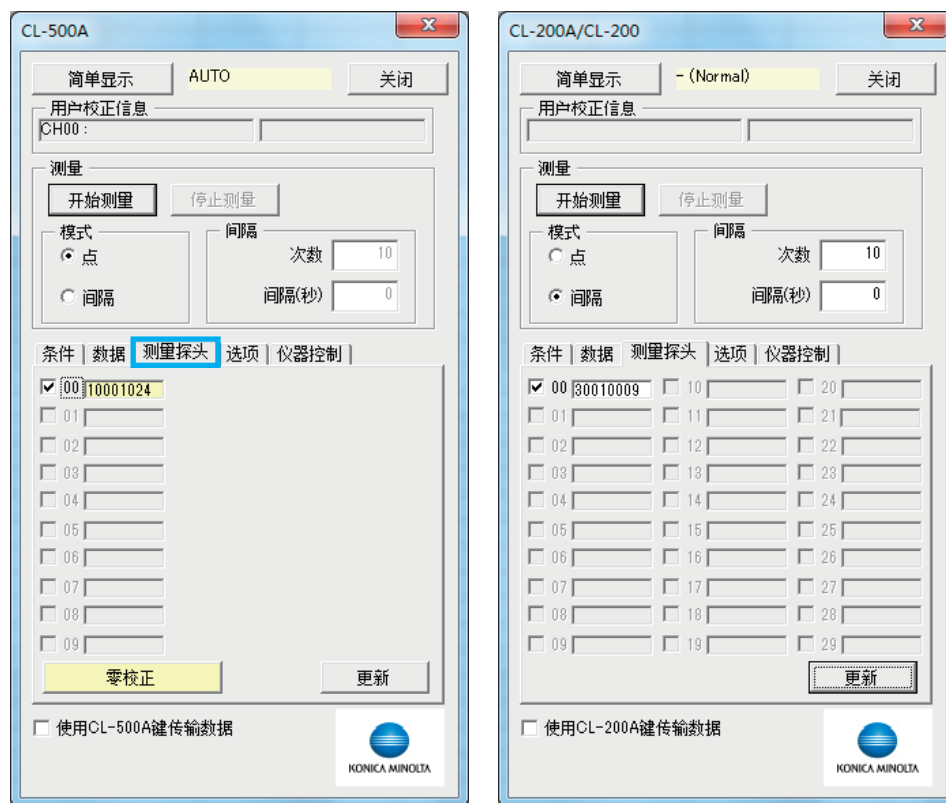 CL-500A
简单显示 AUTO 关闭
用户校正信息
CH00 :
测量
开始测量 停止测量
模式
点
间隔
间隔
次数 10
间隔(秒) 0
条件 数据 测量探头 选项 仪器控制
00 10001024
01
02
03
04
05
06
07
08
09
零校正 更新
使用CL-500A键传输数据
KONICA MINOLTA
CL-200A/CL-200
简单显示 - (Normal) 关闭
用户校正信息
测量
开始测量 停止测量
模式
点
间隔
间隔
次数 10
间隔(秒) 0
条件 数据 测量探头 选项 仪器控制
00 30010009 10 20
01 11 21
02 12 22
03 13 23
04 14 24
05 15 25
06 16 26
07 17 27
08 18 28
09 19 29
更新
使用CL-200A键传输数据
KONICA MINOLTA